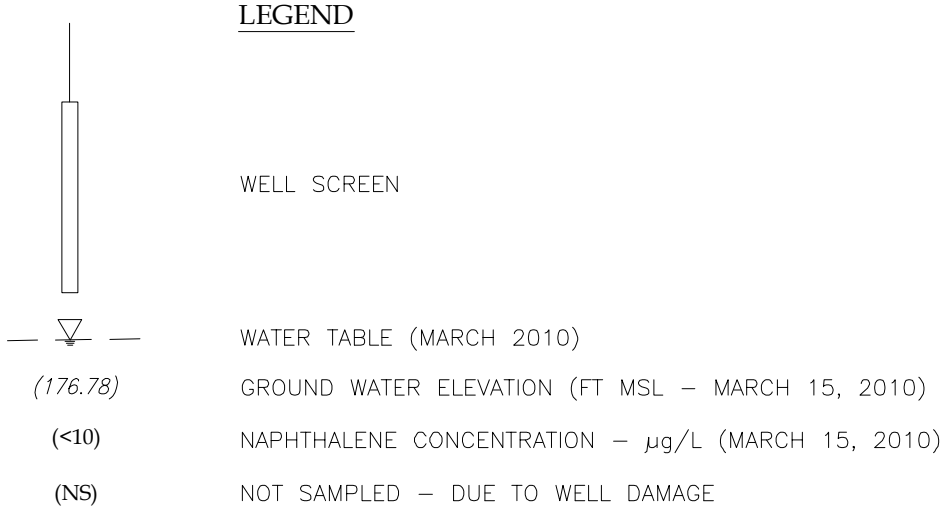 LEGEND
WELL SCREEN
WATER TABLE (MARCH 2010)
(176.78) GROUND WATER ELEVATION (FT MSL – MARCH 15, 2010)
(<10) NAPHTHALENE CONCENTRATION – μg/L (MARCH 15, 2010)
(NS) NOT SAMPLED – DUE TO WELL DAMAGE